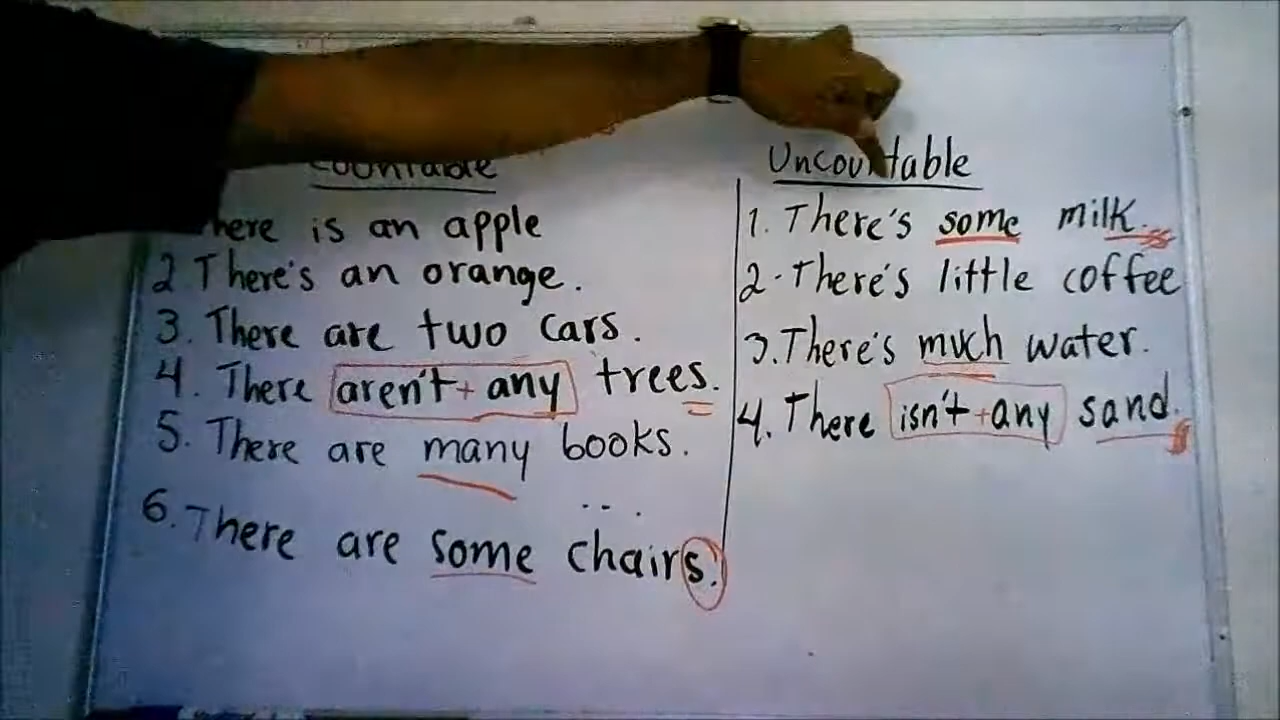 Countable
here is an apple
2 There's an orange.
3. There are two cars.
4. There aren't + any trees.
5. There are many books.
...
6. There are some chairs.
Uncountable
1. There's some milk.
2. There's little coffee
3. There's much water.
4. There isn't + any sand.